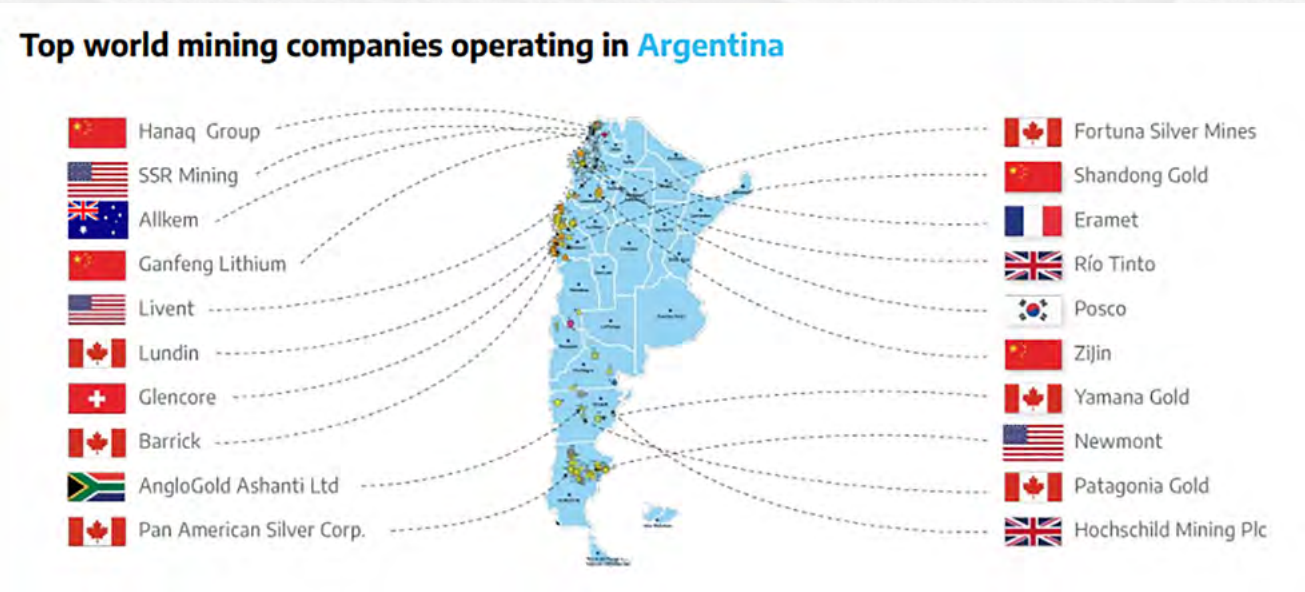 Top world mining companies operating in Argentina
Hanaq Group
SSR Mining
Allkem
Ganfeng Lithium
Livent
Lundin
Glencore
Barrick
AngloGold Ashanti Ltd
Pan American Silver Corp.
Fortuna Silver Mines
Shandong Gold
Eramet
Río Tinto
Posco
ZiJin
Yamana Gold
Newmont
Patagonia Gold
Hochschild Mining Plc